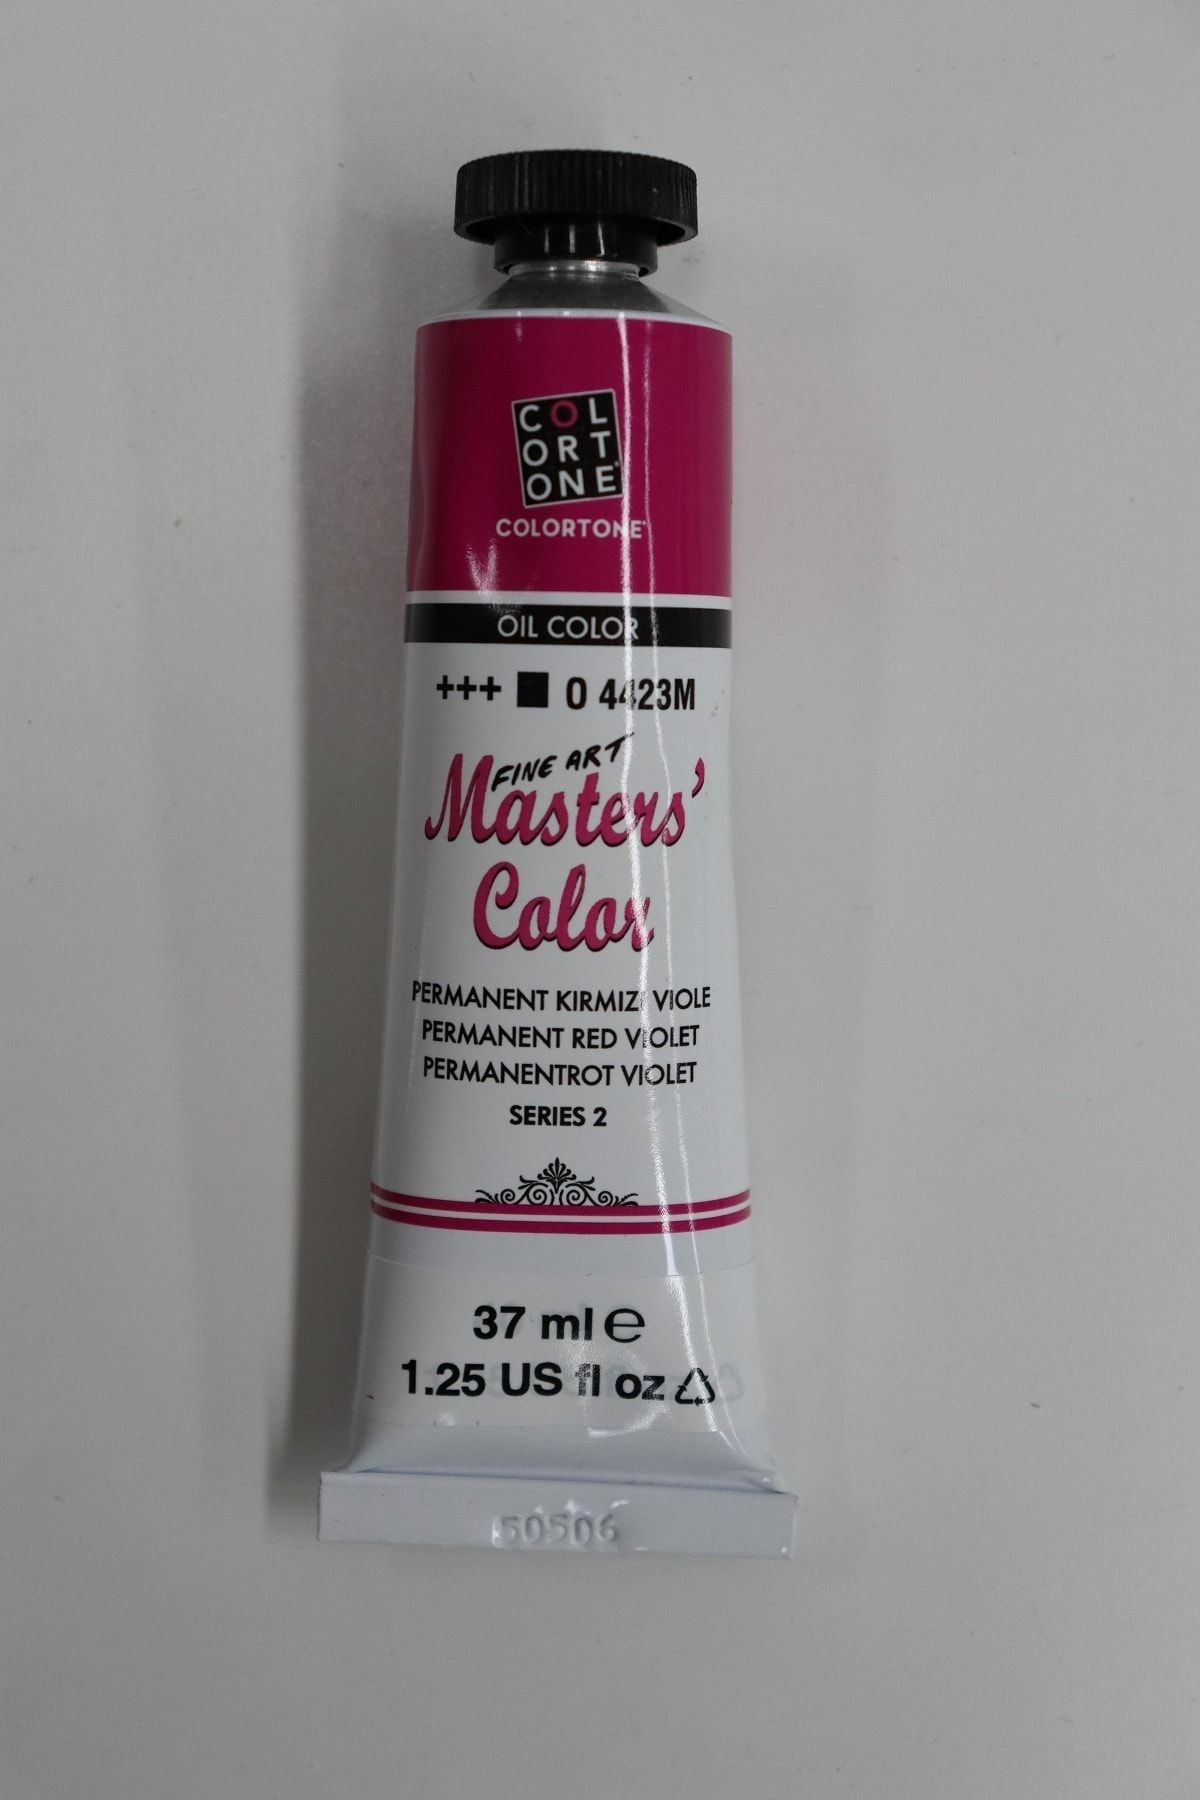 COL
ORT
ONE
COLORTONE
OIL COLOR
+++ ■ O 4423M
FINE ART
Masters'
Color
PERMANENT KIRMIZI VIOLE
PERMANENT RED VIOLET
PERMANENTROT VIOLET
SERIES 2
37 ml ℮
1.25 US fl oz
50506